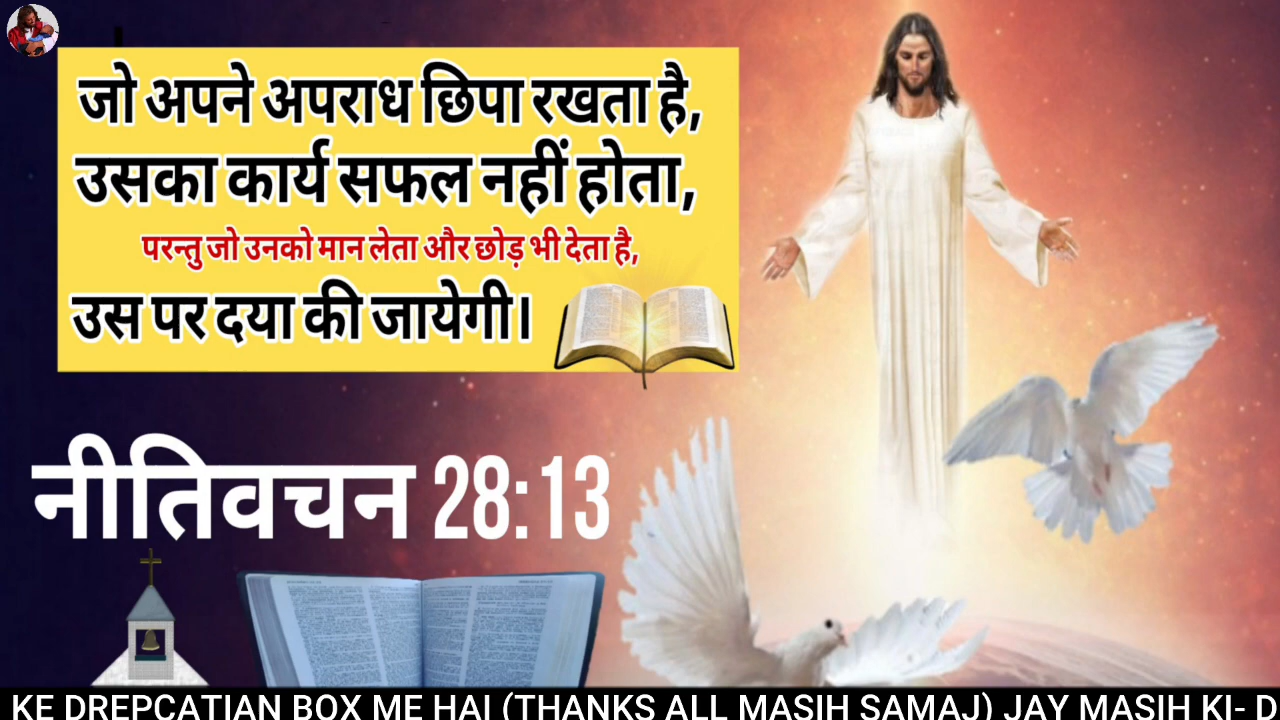 जो अपने अपराध छिपा रखता है,
उसका कार्य सफल नहीं होता,
परन्तु जो उनको मान लेता और छोड़ भी देता है,
उस पर दया की जायेगी।
नीतिवचन 28:13
KE DREPCATIAN BOX ME HAI (THANKS ALL MASIH SAMAJ) JAY MASIH KI- D